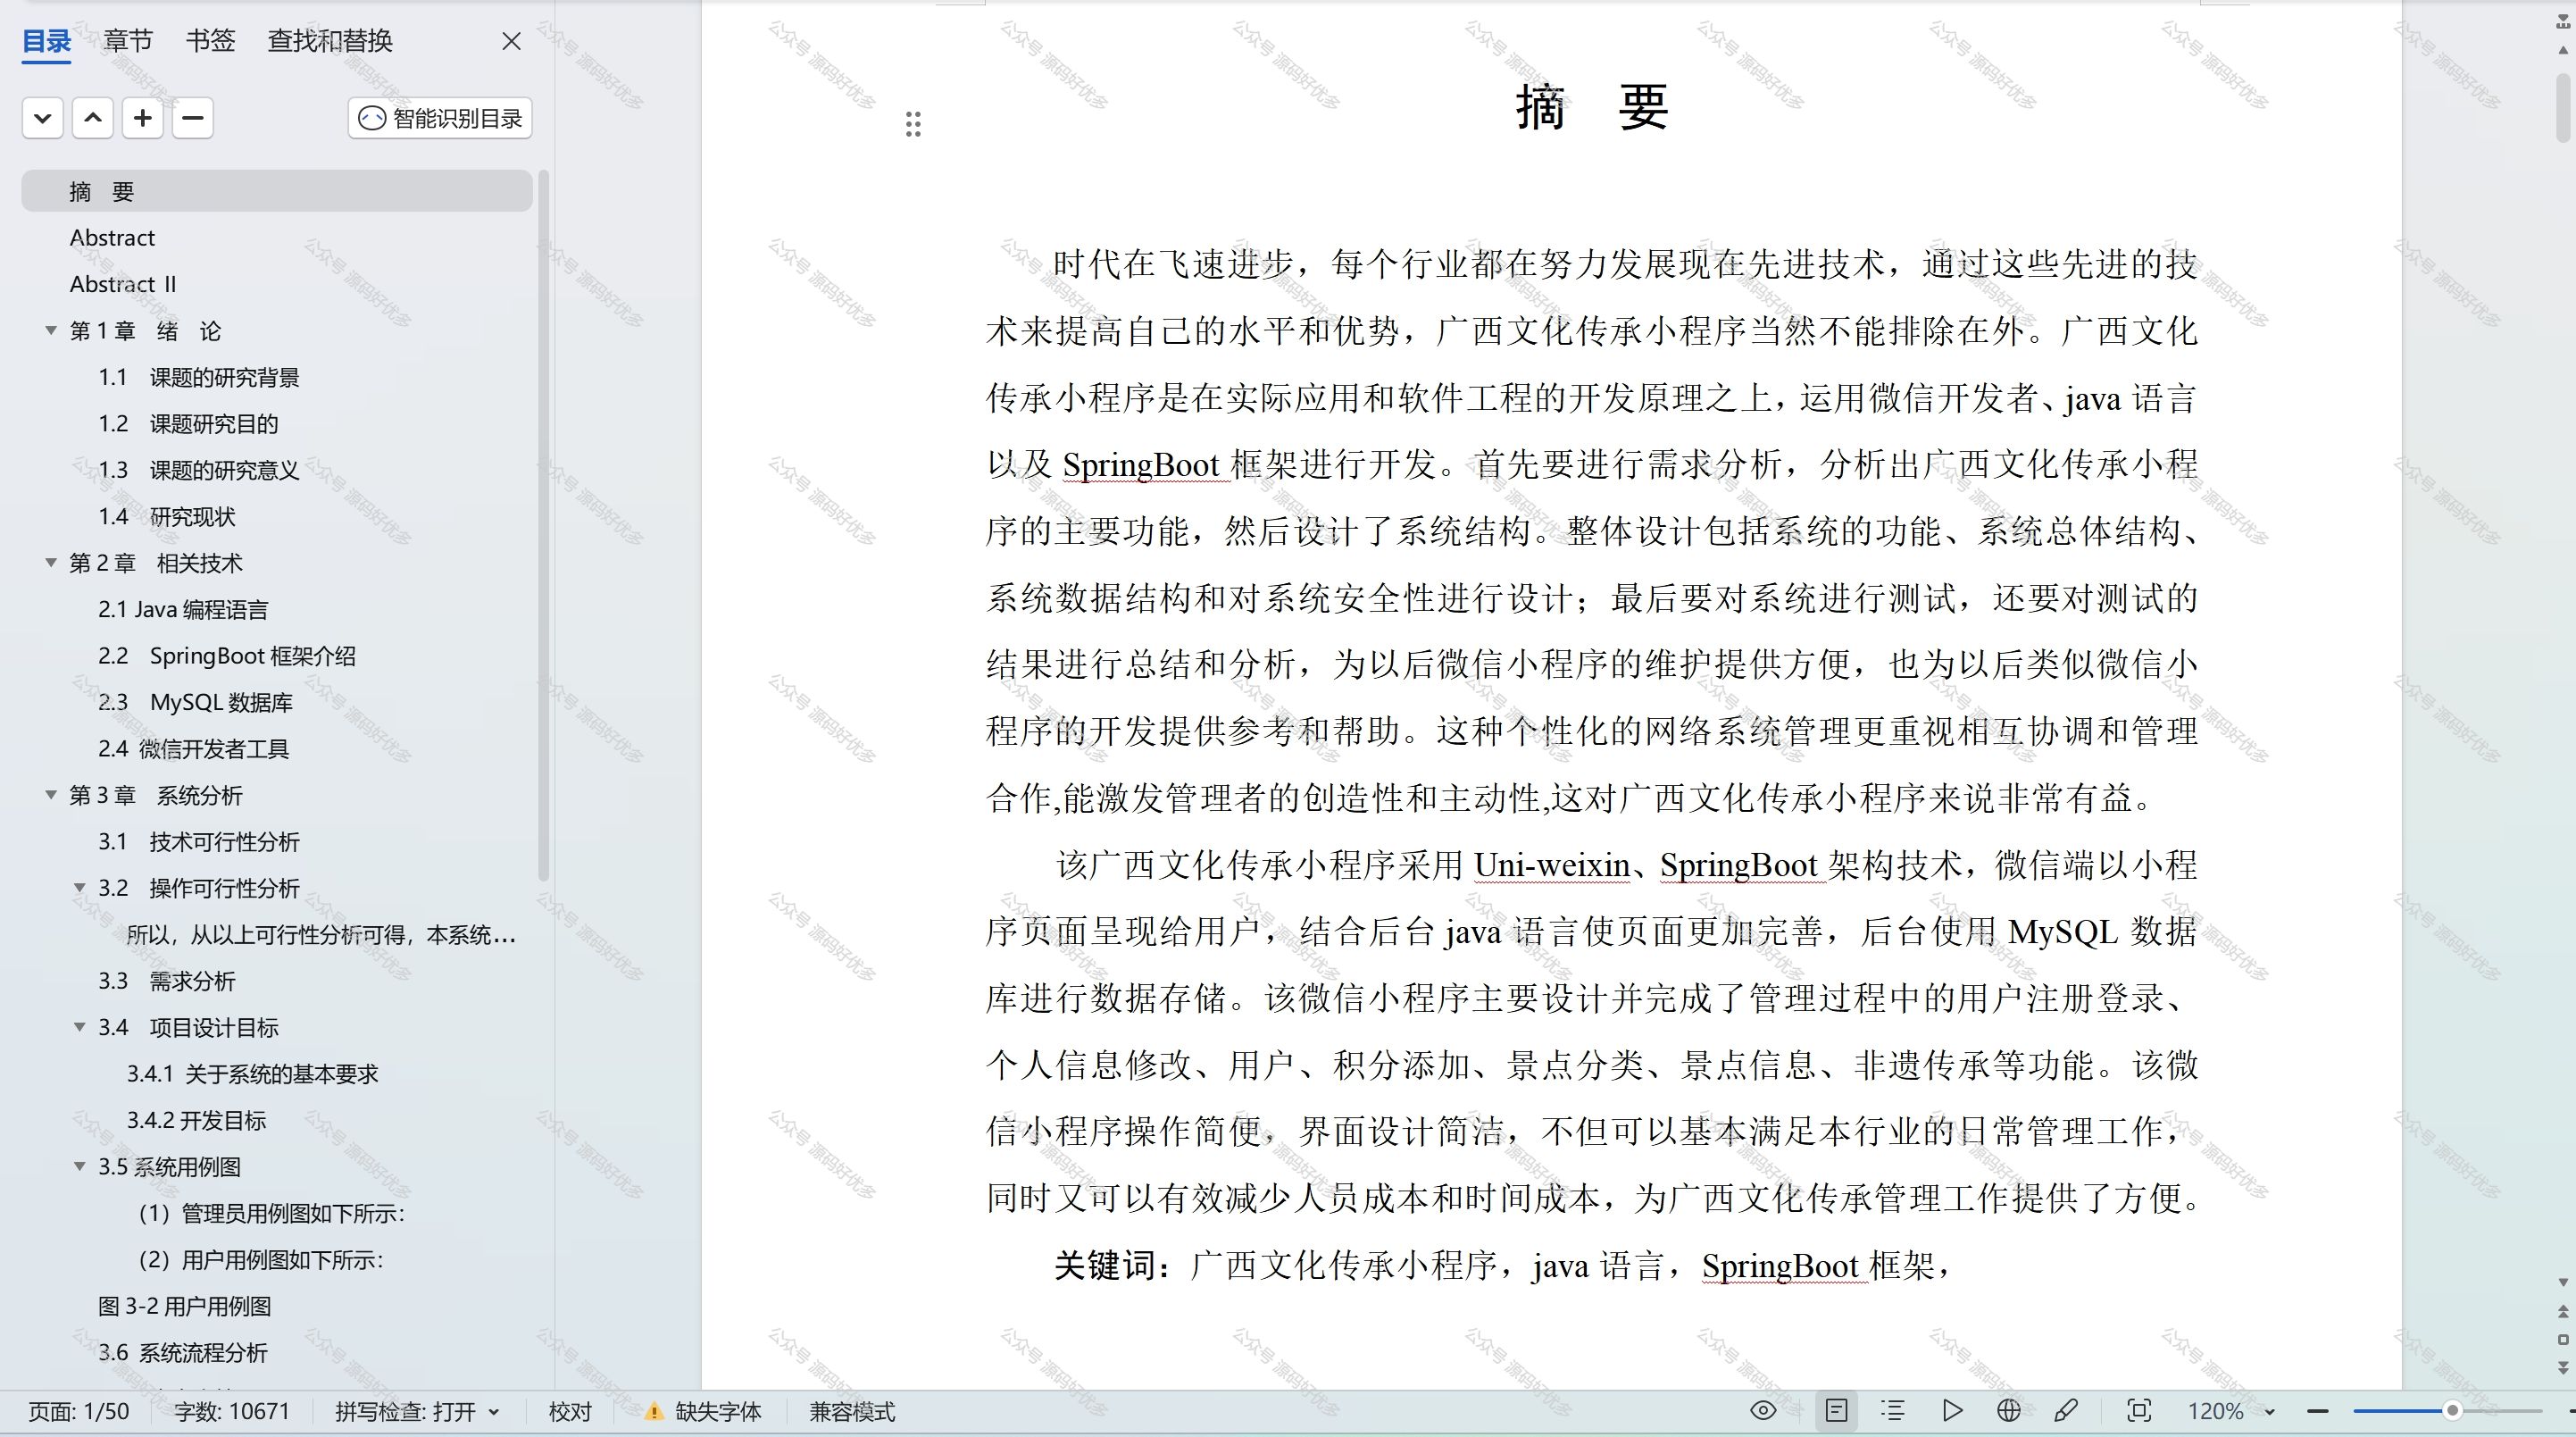 目录 章节 书签 查找和替换
智能识别目录
摘 要
Abstract
Abstract II
第 1 章 绪 论
1.1 课题的研究背景
1.2 课题研究目的
1.3 课题的研究意义
1.4 研究现状
第 2 章 相关技术
2.1 Java 编程语言
2.2 SpringBoot 框架介绍
2.3 MySQL 数据库
2.4 微信开发者工具
第 3 章 系统分析
3.1 技术可行性分析
3.2 操作可行性分析
所以，从以上可行性分析可得，本系统...
3.3 需求分析
3.4 项目设计目标
3.4.1 关于系统的基本要求
3.4.2 开发目标
3.5 系统用例图
（1）管理员用例图如下所示：
（2）用户用例图如下所示：
图 3-2 用户用例图
3.6 系统流程分析
摘 要
时代在飞速进步，每个行业都在努力发展现在先进技术，通过这些先进的技
术来提高自己的水平和优势，广西文化传承小程序当然不能排除在外。广西文化
传承小程序是在实际应用和软件工程的开发原理之上，运用微信开发者、java 语言
以及 SpringBoot 框架进行开发。首先要进行需求分析，分析出广西文化传承小程
序的主要功能，然后设计了系统结构。整体设计包括系统的功能、系统总体结构、
系统数据结构和对系统安全性进行设计；最后要对系统进行测试，还要对测试的
结果进行总结和分析，为以后微信小程序的维护提供方便，也为以后类似微信小
程序的开发提供参考和帮助。这种个性化的网络系统管理更重视相互协调和管理
合作,能激发管理者的创造性和主动性,这对广西文化传承小程序来说非常有益。
该广西文化传承小程序采用 Uni-weixin、SpringBoot 架构技术，微信端以小程
序页面呈现给用户，结合后台 java 语言使页面更加完善，后台使用 MySQL 数据
库进行数据存储。该微信小程序主要设计并完成了管理过程中的用户注册登录、
个人信息修改、用户、积分添加、景点分类、景点信息、非遗传承等功能。该微
信小程序操作简便，界面设计简洁，不但可以基本满足本行业的日常管理工作，
同时又可以有效减少人员成本和时间成本，为广西文化传承管理工作提供了方便。
关键词：广西文化传承小程序，java 语言，SpringBoot 框架，
公众号 源码好优多
页面: 1/50 字数: 10671 拼写检查: 打开 校对 缺失字体 兼容模式 120%